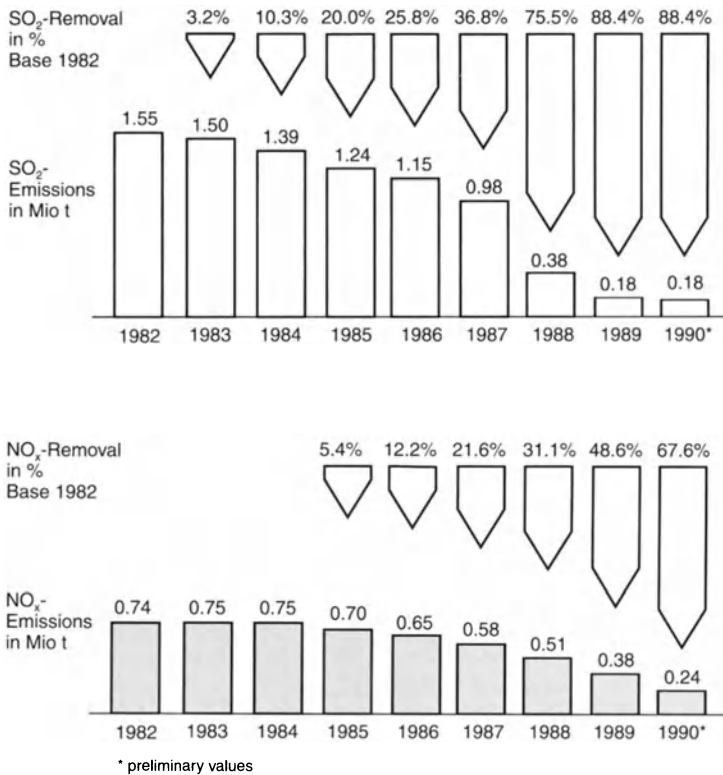 SO₂-Removal
in %
Base 1982
3.2% 10.3% 20.0% 25.8% 36.8% 75.5% 88.4% 88.4%
SO₂-
Emissions
in Mio t
1.55 1.50 1.39 1.24 1.15 0.98 0.38 0.18 0.18
1982 1983 1984 1985 1986 1987 1988 1989 1990*
NOₓ-Removal
in %
Base 1982
5.4% 12.2% 21.6% 31.1% 48.6% 67.6%
NOₓ-
Emissions
in Mio t
0.74 0.75 0.75 0.70 0.65 0.58 0.51 0.38 0.24
1982 1983 1984 1985 1986 1987 1988 1989 1990*
* preliminary values